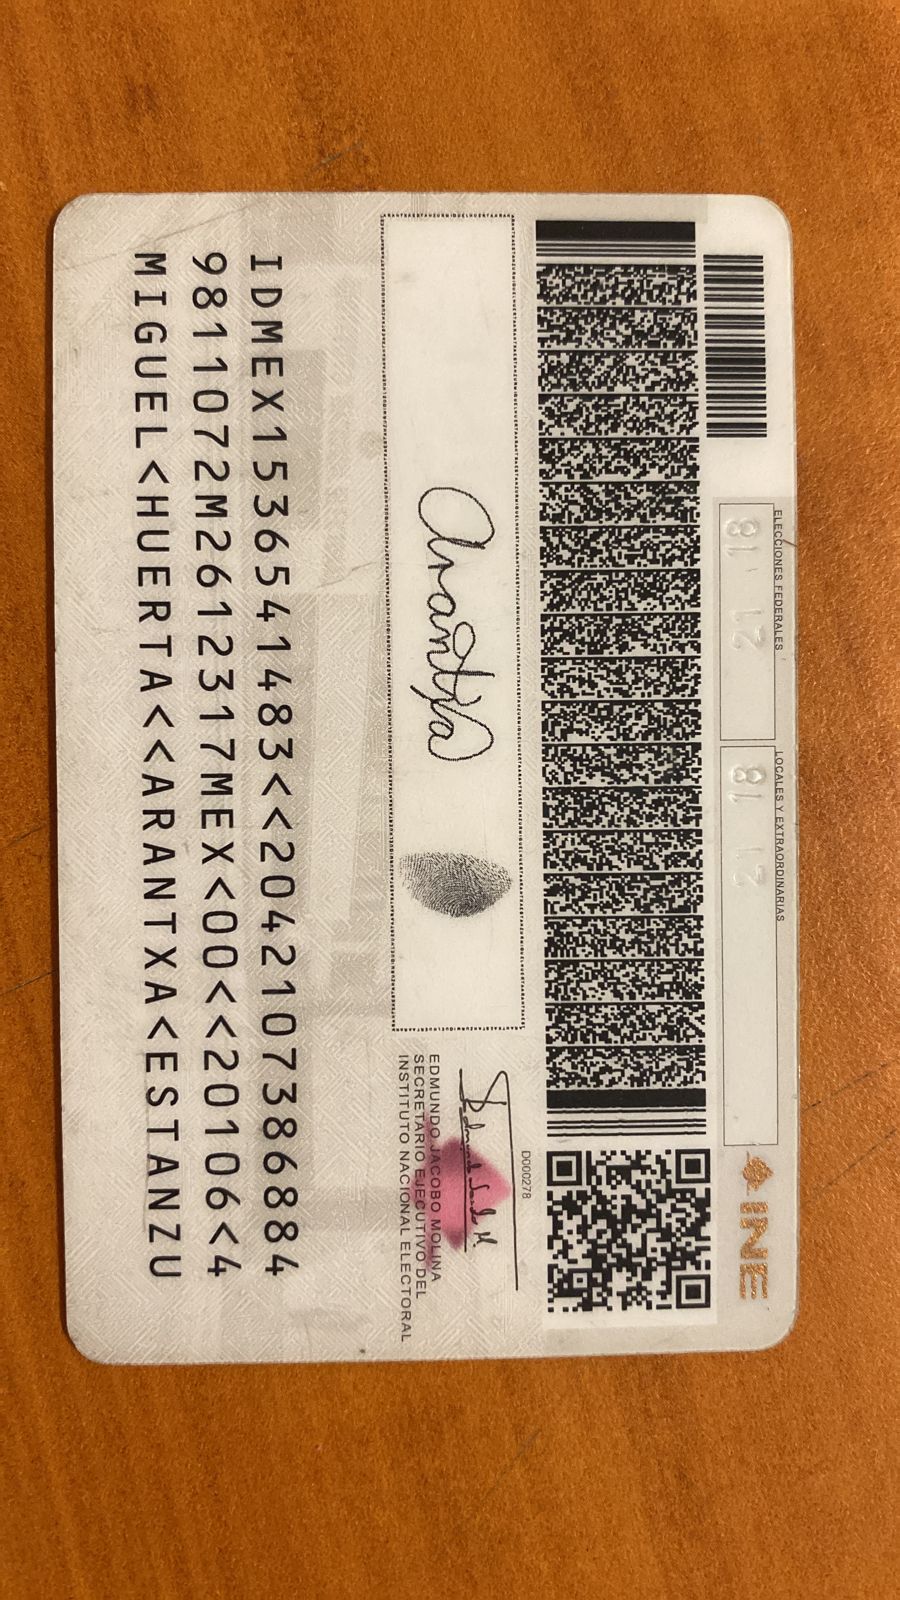 ELECCIONES FEDERALES
18 21
LOCALES Y EXTRAORDINARIAS
18 21
INE
Arantxa
D000278
EDMUNDO JACOBO MOLINA
SECRETARIO EJECUTIVO DEL
INSTITUTO NACIONAL ELECTORAL
IDMEX1536541483<<2042107386884
9811072M2612317MEX<00<<20106<4
MIGUEL<HUERTA<<ARANTXA<ESTANZU